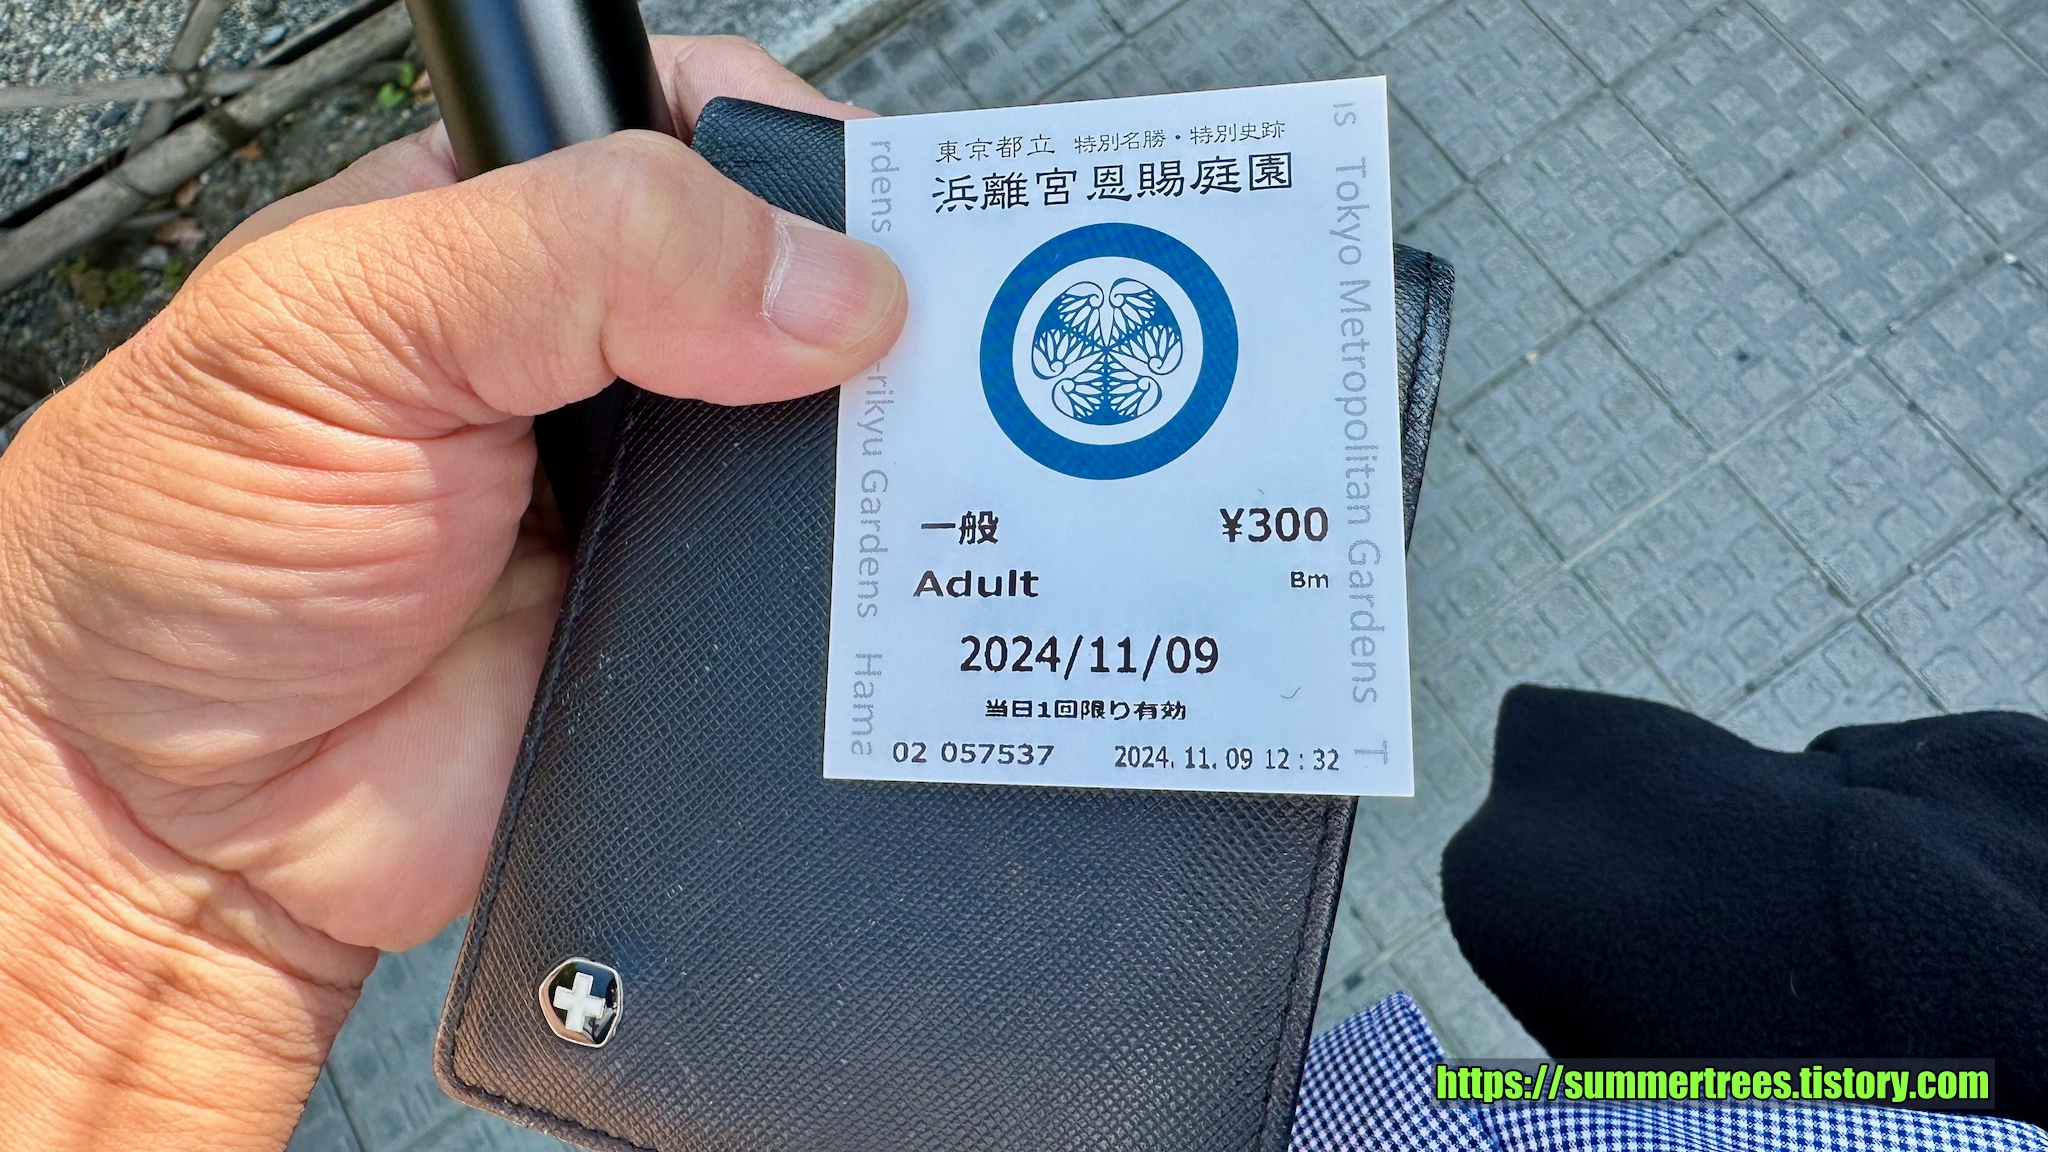 東京都立 特別名勝・特別史跡
浜離宮恩賜庭園
一般 ¥300
Adult Bm
2024/11/09
当日1回限り有効
02 057537 2024.11.09 12:32
rdens
-rikyu Gardens Hama
ns Tokyo Metropolitan Gardens T
https://summertrees.tistory.com